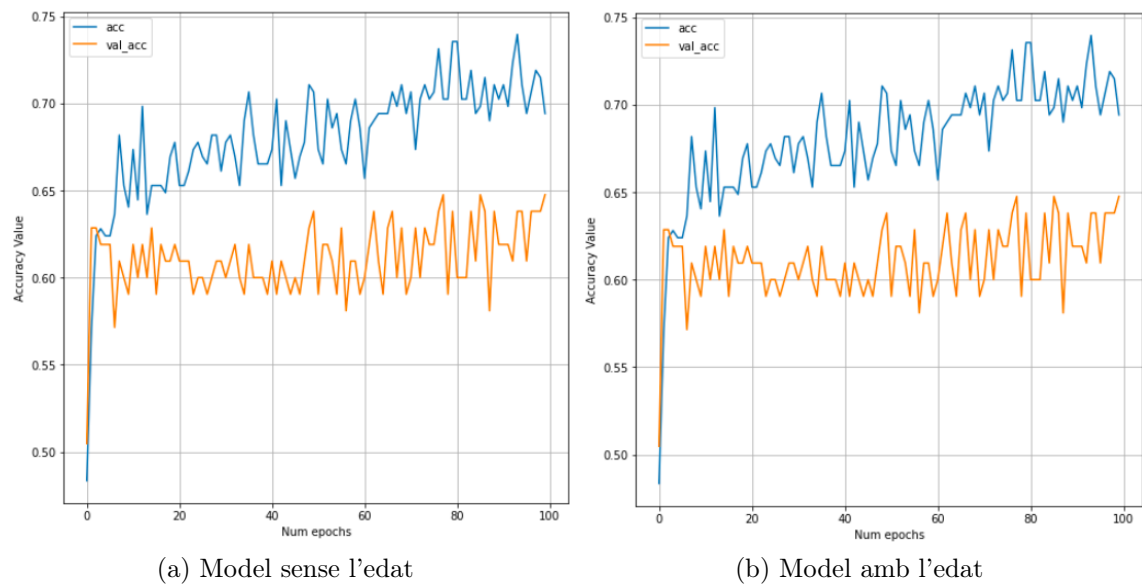 acc
val_acc
Accuracy Value
0.75
0.70
0.65
0.60
0.55
0.50
0
20
40
60
80
100
Num epochs
(a) Model sense l'edat
acc
val_acc
Accuracy Value
0.75
0.70
0.65
0.60
0.55
0.50
0
20
40
60
80
100
Num epochs
(b) Model amb l'edat